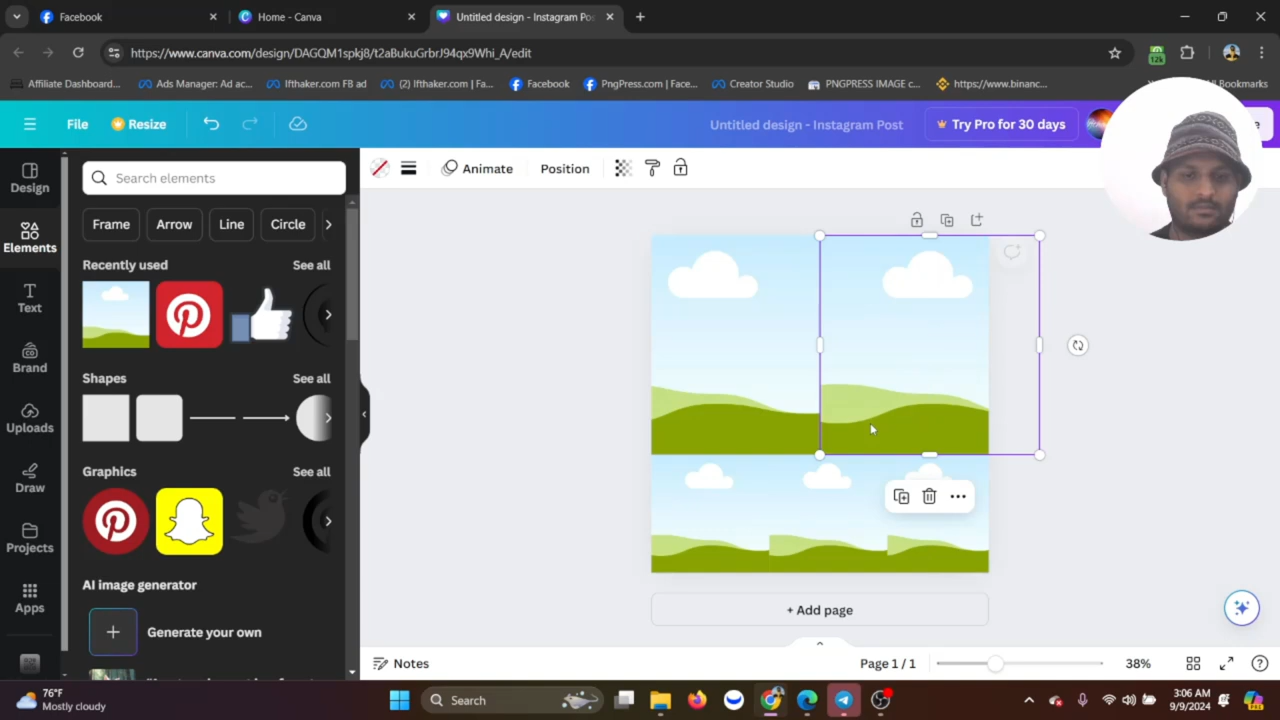 Facebook
Home - Canva
Untitled design - Instagram Po
https://www.canva.com/design/DAGQM1spkj8/t2aBukuGrbrJ94qx9Whi_A/edit
Affiliate Dashboard...
Ads Manager: Ad ac...
Ifthaker.com FB ad
(2) Ifthaker.com | Fa...
Facebook
PngPress.com | Face...
Creator Studio
PNGPRESS IMAGE c...
https://www.binanc...
Bookmarks
12k
File
Resize
Untitled design - Instagram Post
Try Pro for 30 days
Design
Elements
Text
Brand
Uploads
Draw
Projects
Apps
Search elements
Frame
Arrow
Line
Circle
Recently used
See all
Shapes
See all
Graphics
See all
AI image generator
Generate your own
Animate
Position
+ Add page
Notes
Page 1 / 1
38%
76°F
Mostly cloudy
Search
3:06 AM
9/9/2024